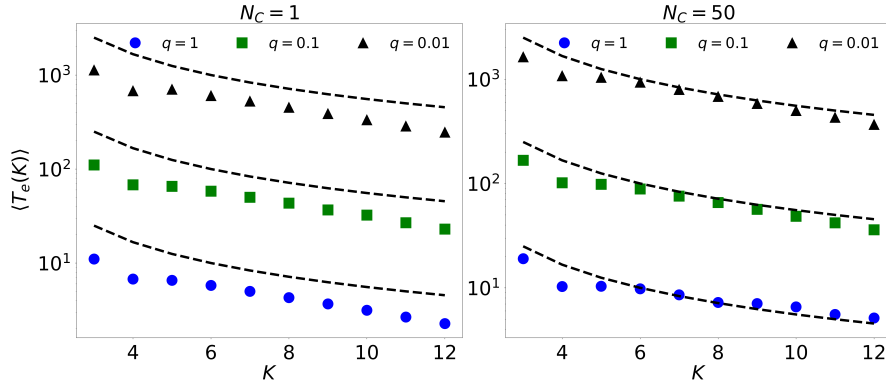 N_C = 1
q = 1
q = 0.1
q = 0.01
10^3
10^2
10^1
⟨T_e(K)⟩
4
6
8
10
12
K
N_C = 50
q = 1
q = 0.1
q = 0.01
10^3
10^2
10^1
4
6
8
10
12
K